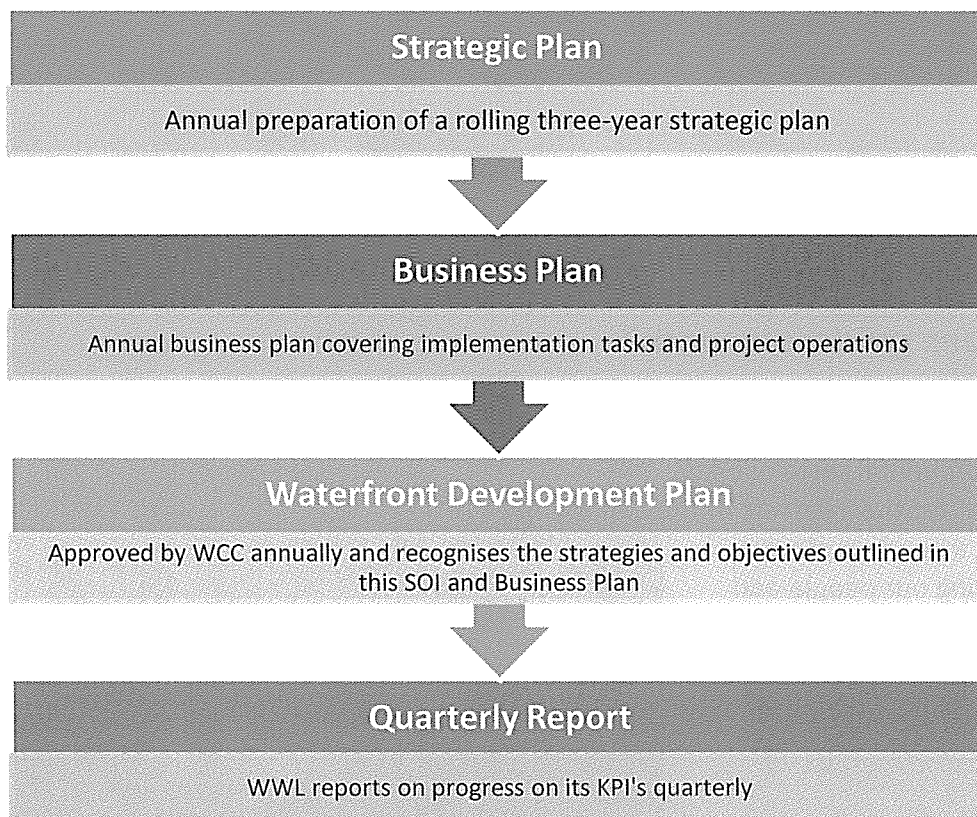 Strategic Plan
Annual preparation of a rolling three-year strategic plan
Business Plan
Annual business plan covering implementation tasks and project operations
Waterfront Development Plan
Approved by WCC annually and recognises the strategies and objectives outlined in
this SOI and Business Plan
Quarterly Report
WWL reports on progress on its KPI's quarterly